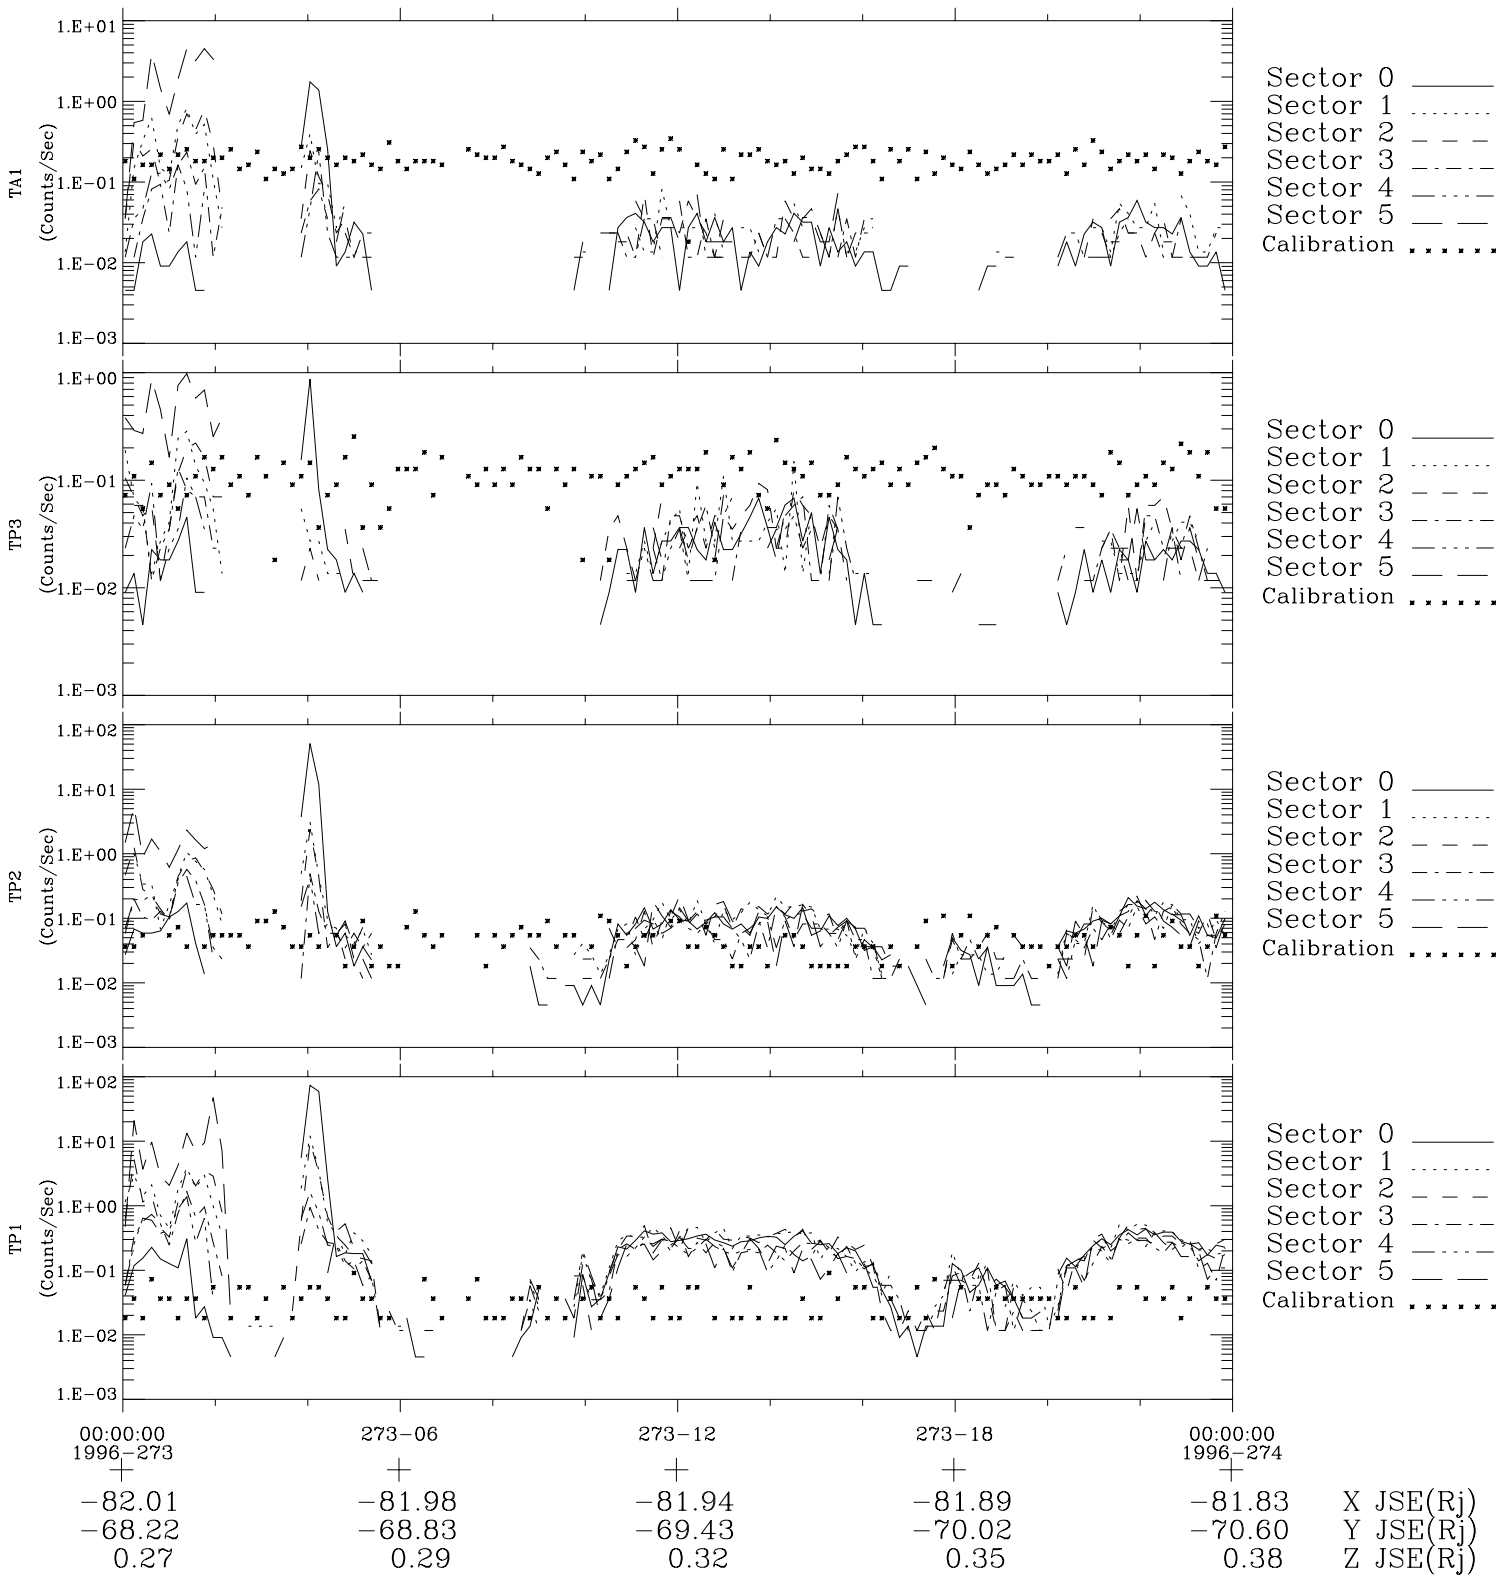 1.E+01
1.E+00
1.E−01
1.E−02
1.E−03
TA1
(Counts/Sec)
Sector 0
Sector 1
Sector 2
Sector 3
Sector 4
Sector 5
Calibration
1.E+00
1.E−01
1.E−02
1.E−03
TP3
(Counts/Sec)
Sector 0
Sector 1
Sector 2
Sector 3
Sector 4
Sector 5
Calibration
1.E+02
1.E+01
1.E+00
1.E−01
1.E−02
1.E−03
TP2
(Counts/Sec)
Sector 0
Sector 1
Sector 2
Sector 3
Sector 4
Sector 5
Calibration
1.E+02
1.E+01
1.E+00
1.E−01
1.E−02
1.E−03
TP1
(Counts/Sec)
Sector 0
Sector 1
Sector 2
Sector 3
Sector 4
Sector 5
Calibration
00:00:00 273−06 273−12 273−18 00:00:00
1996−273 1996−274
−82.01 −81.98 −81.94 −81.89 −81.83 X JSE(Rj)
−68.22 −68.83 −69.43 −70.02 −70.60 Y JSE(Rj)
0.27 0.29 0.32 0.35 0.38 Z JSE(Rj)